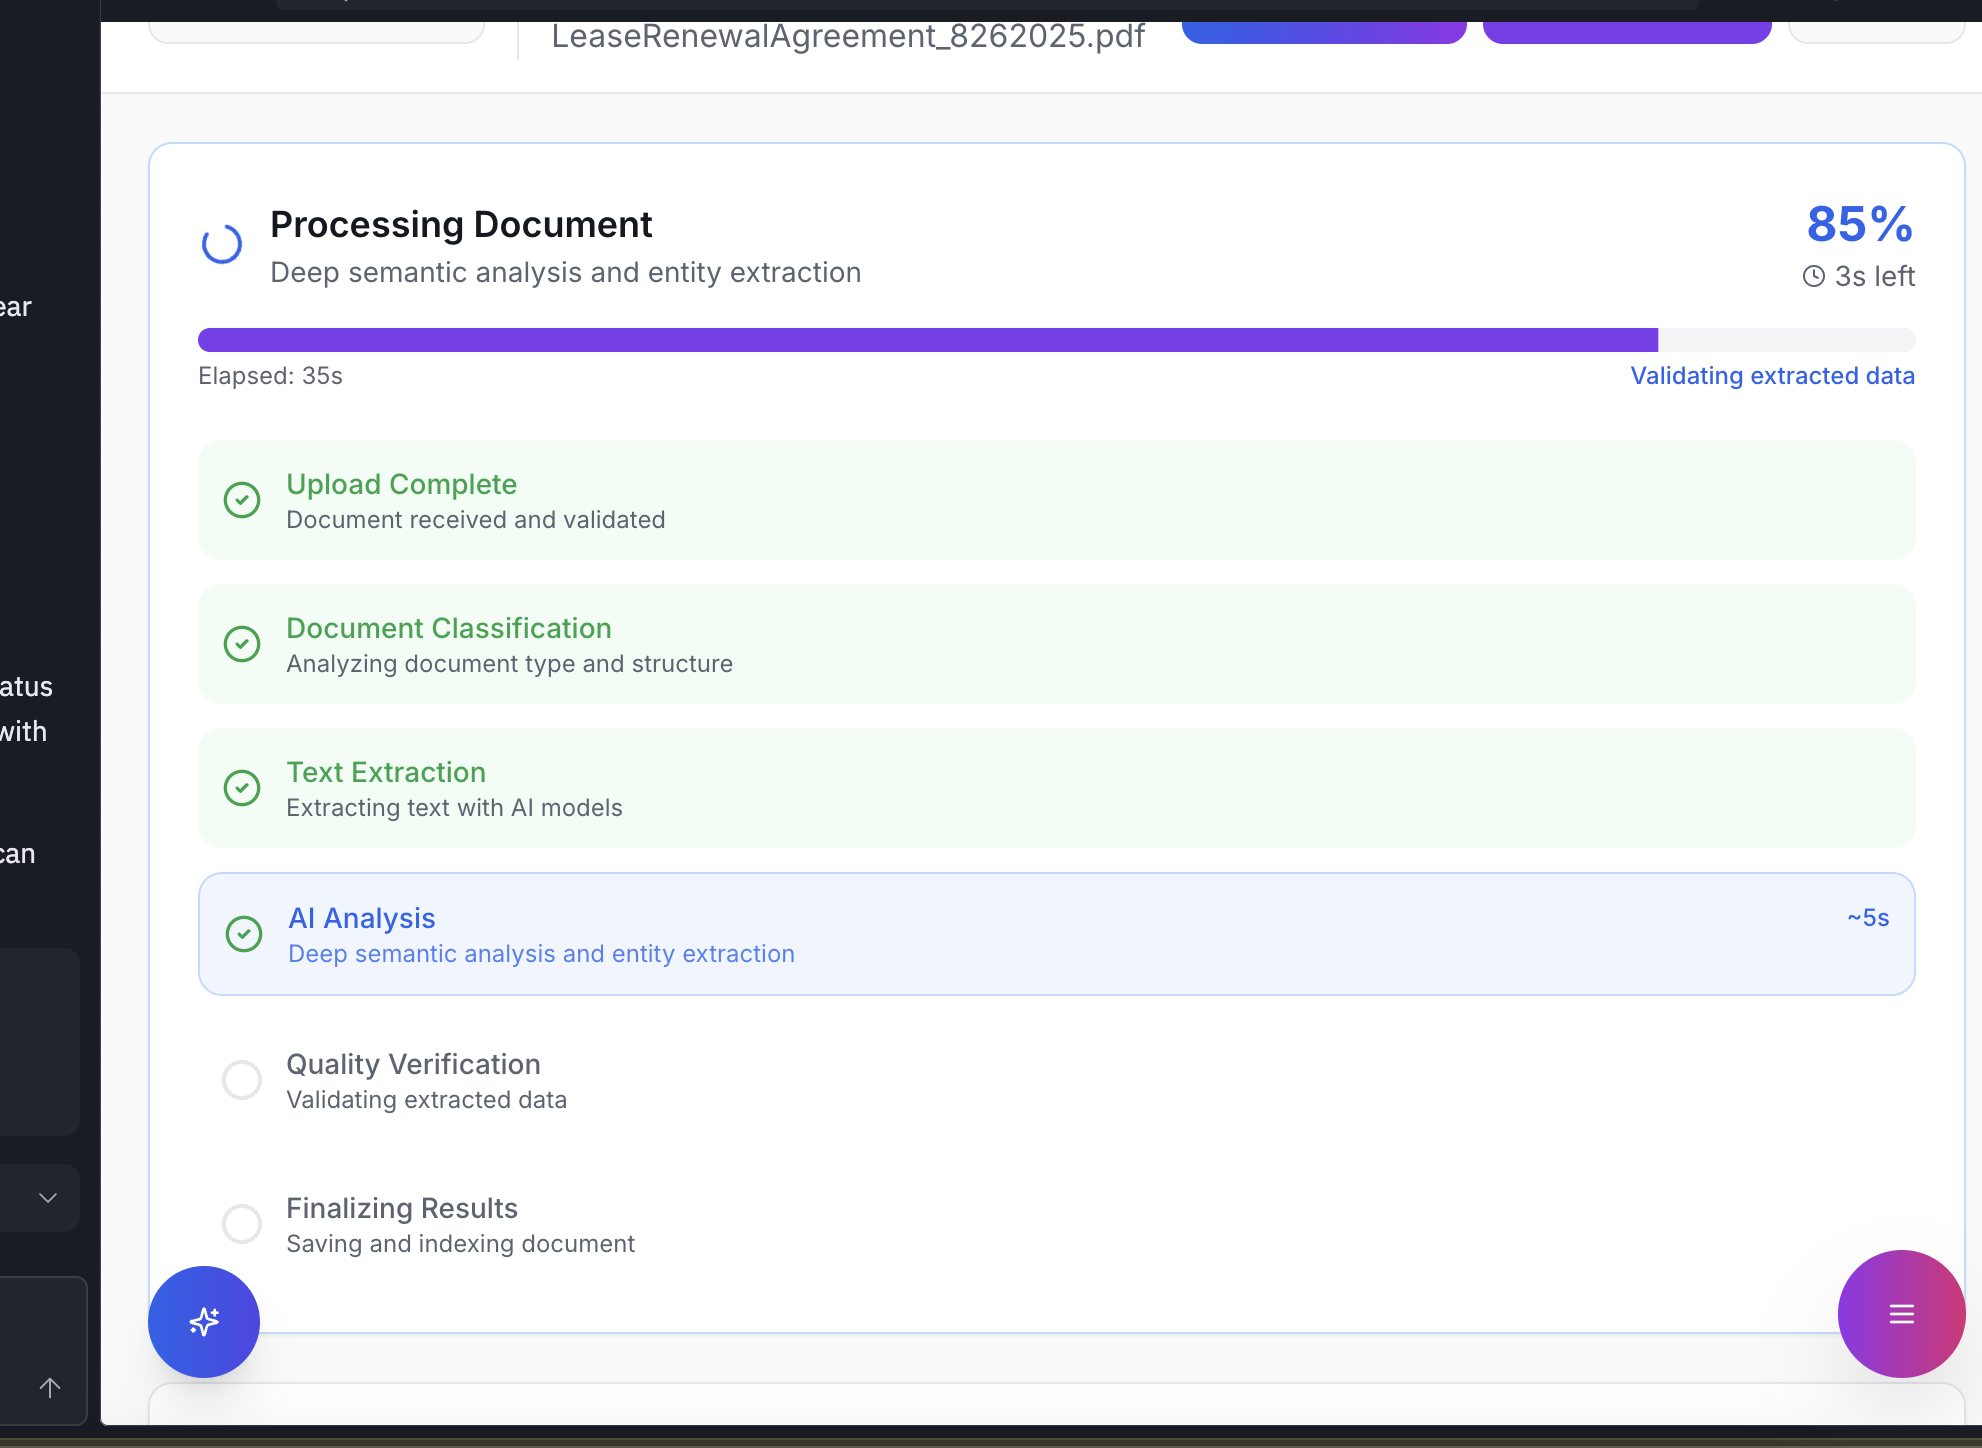 LeaseRenewalAgreement_8262025.pdf
Processing Document
Deep semantic analysis and entity extraction
85%
3s left
Elapsed: 35s
Validating extracted data
Upload Complete
Document received and validated
Document Classification
Analyzing document type and structure
Text Extraction
Extracting text with AI models
AI Analysis
~5s
Deep semantic analysis and entity extraction
Quality Verification
Validating extracted data
Finalizing Results
Saving and indexing document
ear
atus
with
can